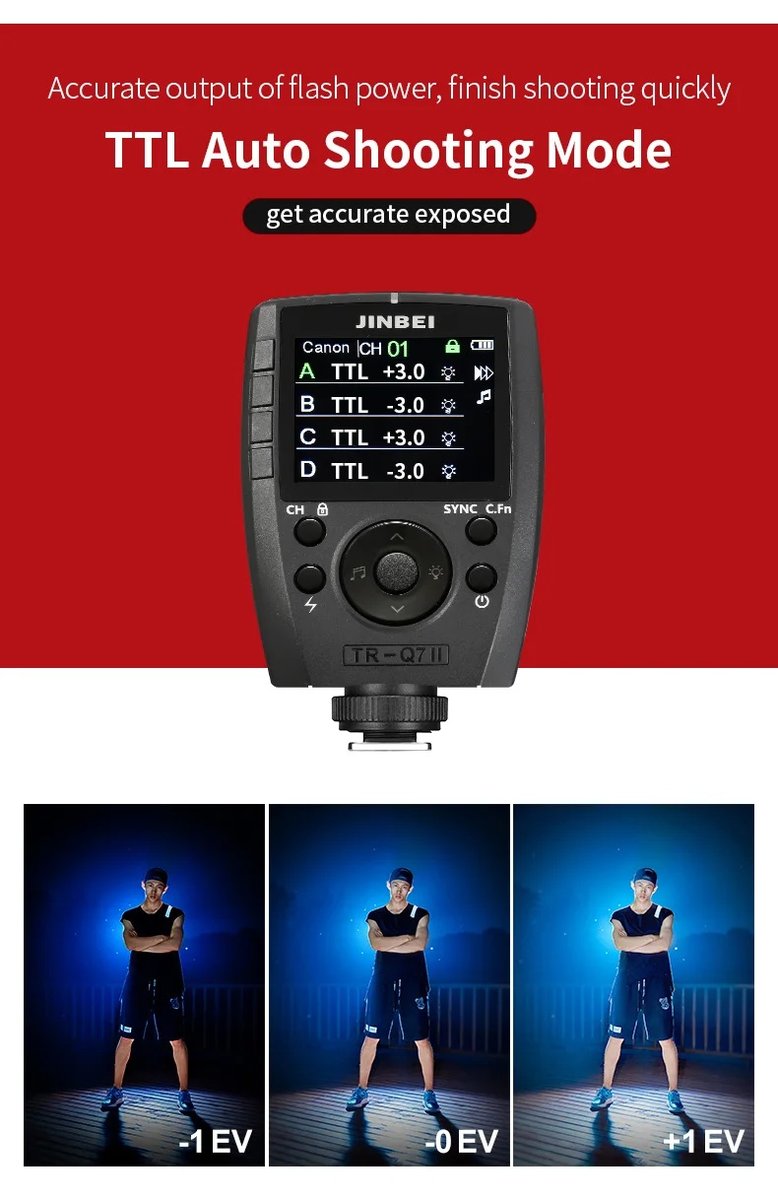 Accurate output of flash power, finish shooting quickly
TTL Auto Shooting Mode
get accurate exposed
JINBEI
Canon CH 01
A TTL +3.0
B TTL -3.0
C TTL +3.0
D TTL -3.0
CH
SYNC C.Fn
TR-Q7 II
-1 EV
-0 EV
+1 EV